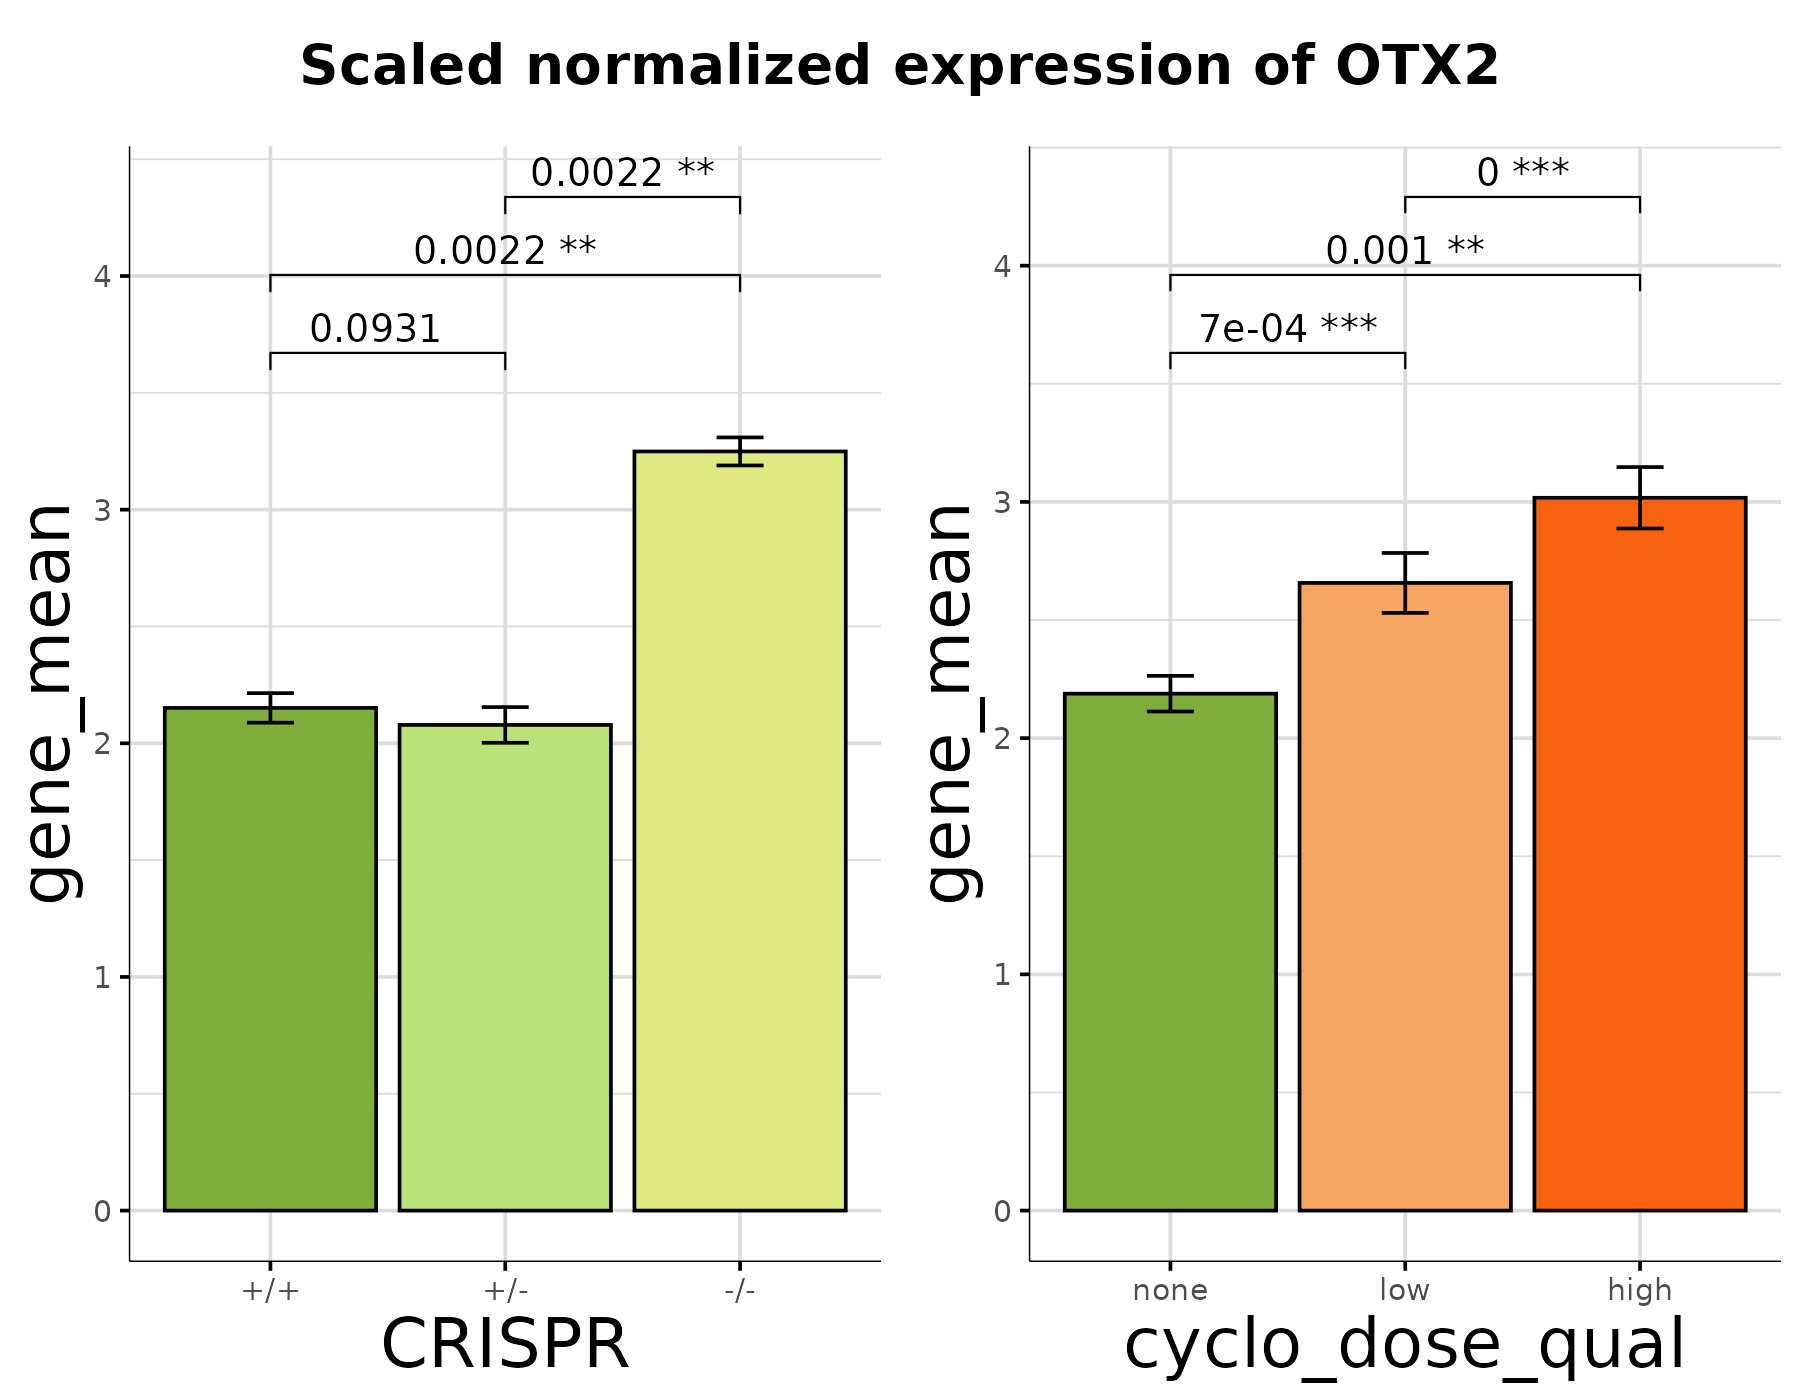 Scaled normalized expression of OTX2
gene_mean
4
3
2
1
0
0.0022 **
0.0022 **
0.0931
+/+
+/-
-/-
CRISPR
gene_mean
4
3
2
1
0
0 ***
0.001 **
7e-04 ***
none
low
high
cyclo_dose_qual